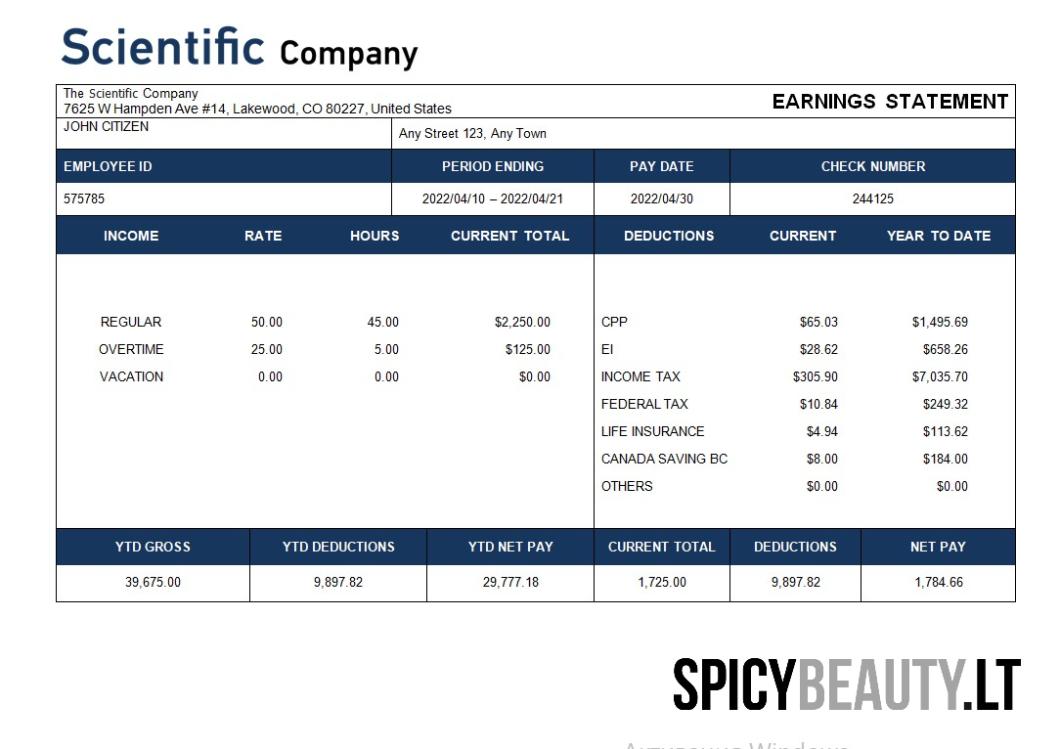 Scientific Company
The Scientific Company
7625 W Hampden Ave #14, Lakewood, CO 80227, United States
EARNINGS STATEMENT
JOHN CITIZEN
Any Street 123, Any Town
EMPLOYEE ID PERIOD ENDING PAY DATE CHECK NUMBER
575785 2022/04/10 – 2022/04/21 2022/04/30 244125
INCOME RATE HOURS CURRENT TOTAL DEDUCTIONS CURRENT YEAR TO DATE
REGULAR 50.00 45.00 $2,250.00 CPP $65.03 $1,495.69
OVERTIME 25.00 5.00 $125.00 EI $28.62 $658.26
VACATION 0.00 0.00 $0.00 INCOME TAX $305.90 $7,035.70
FEDERAL TAX $10.84 $249.32
LIFE INSURANCE $4.94 $113.62
CANADA SAVING BC $8.00 $184.00
OTHERS $0.00 $0.00
YTD GROSS YTD DEDUCTIONS YTD NET PAY CURRENT TOTAL DEDUCTIONS NET PAY
39,675.00 9,897.82 29,777.18 1,725.00 9,897.82 1,784.66
SPICYBEAUTY.LT